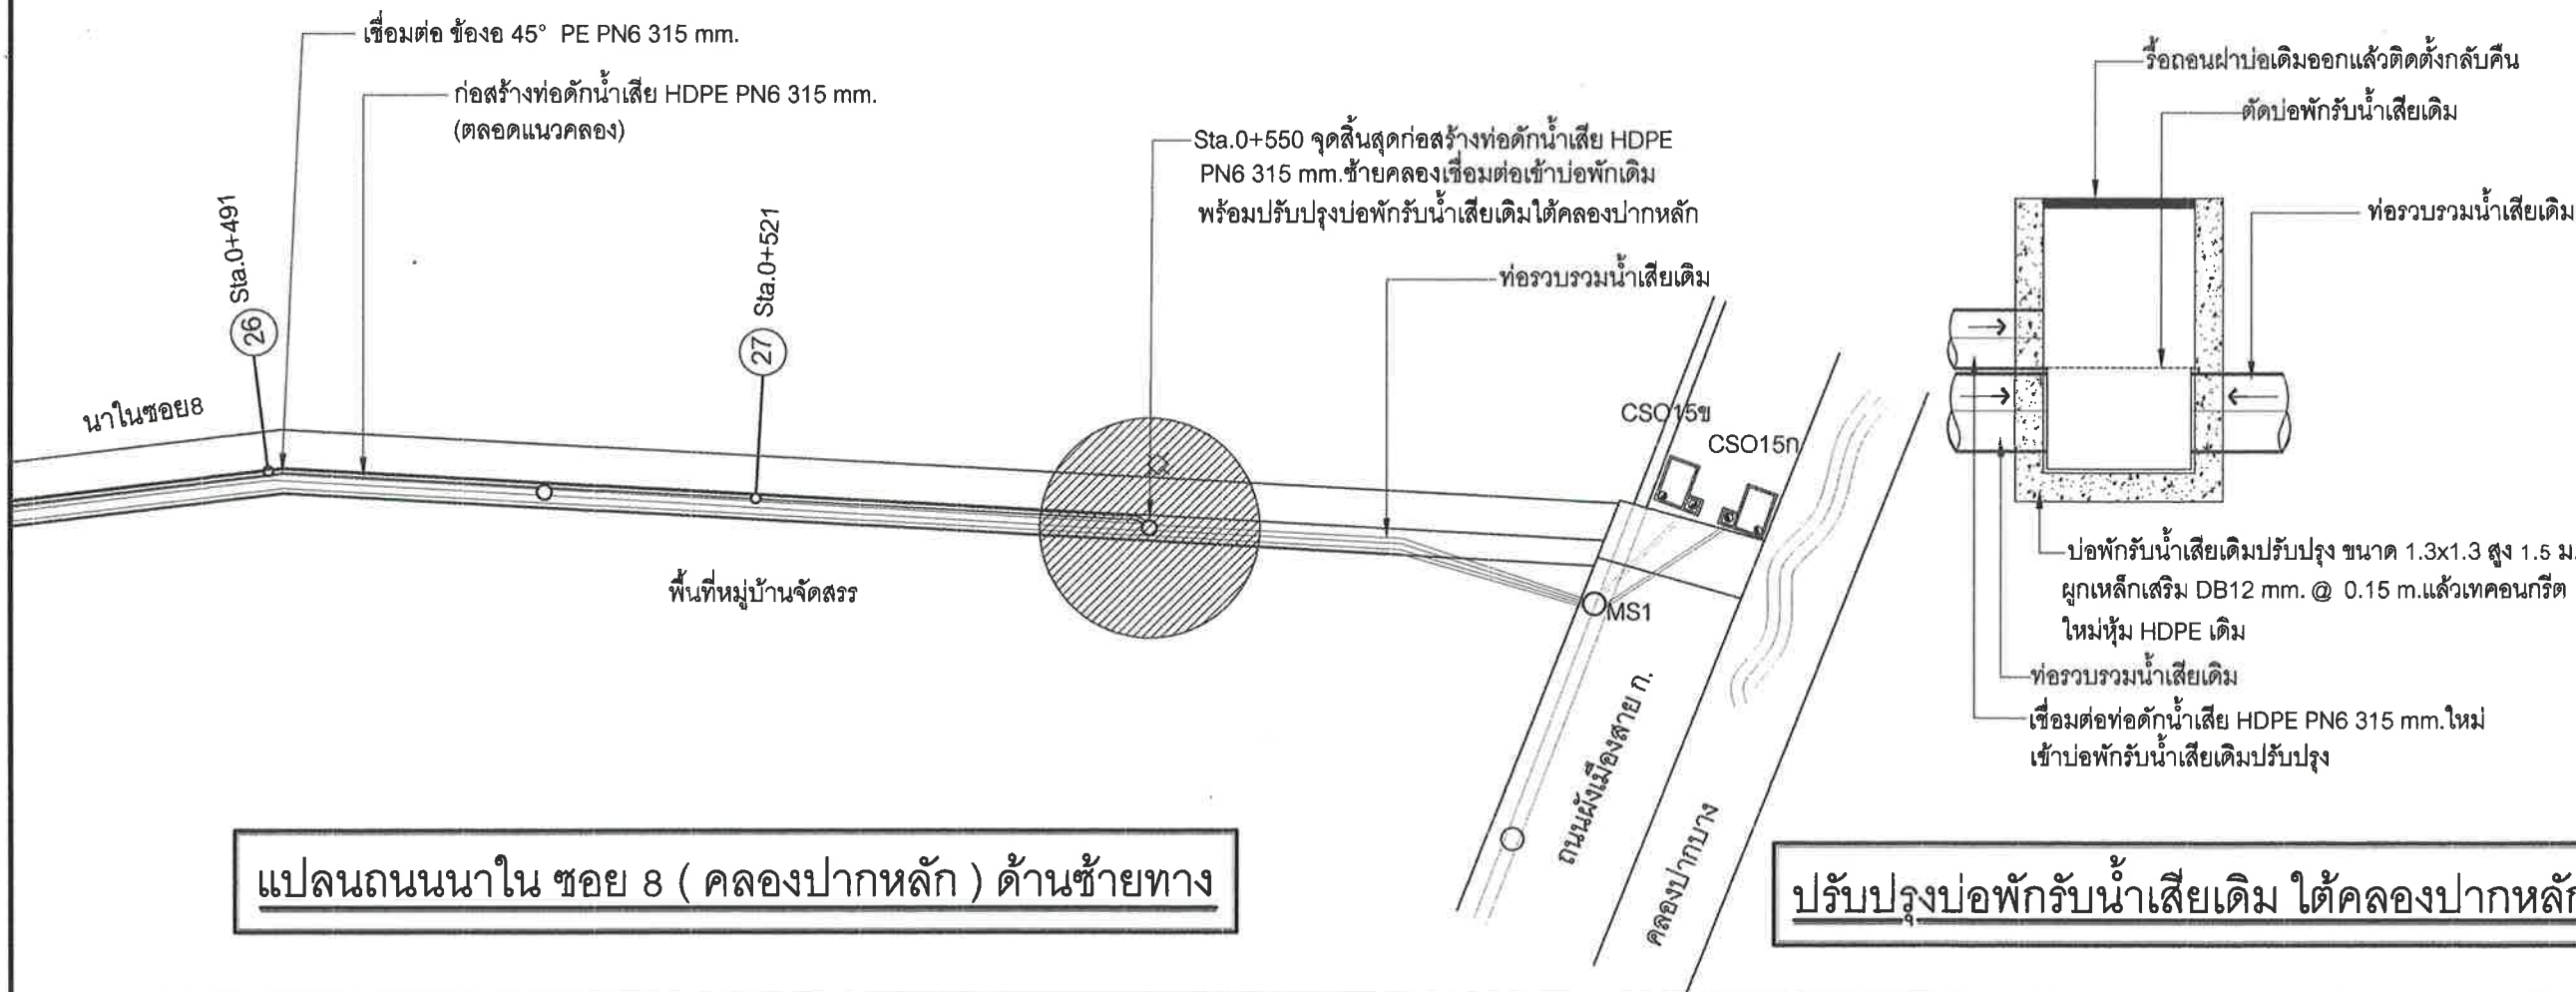 เชื่อมต่อ ข้องอ 45° PE PN6 315 mm.
ก่อสร้างท่อดักน้ำเสีย HDPE PN6 315 mm.
(ตลอดแนวคลอง)
Sta.0+491
26
Sta.0+521
27
นาในซอย8
Sta.0+550 จุดสิ้นสุดก่อสร้างท่อดักน้ำเสีย HDPE
PN6 315 mm.ซ้ายคลองเชื่อมต่อเข้าบ่อพักเดิม
พร้อมปรับปรุงบ่อพักรับน้ำเสียเดิมใต้คลองปากหลัก
ท่อรวบรวมน้ำเสียเดิม
CSO15ข
CSO15ก
MS1
พื้นที่หมู่บ้านจัดสรร
ถนนผังเมืองสาย ก.
คลองปากบาง
แปลนถนนนาใน ซอย 8 ( คลองปากหลัก ) ด้านซ้ายทาง
รื้อถอนฝาบ่อเดิมออกแล้วติดตั้งกลับคืน
ตัดบ่อพักรับน้ำเสียเดิม
ท่อรวบรวมน้ำเสียเดิม
บ่อพักรับน้ำเสียเดิมปรับปรุง ขนาด 1.3x1.3 สูง 1.5 ม.
ผูกเหล็กเสริม DB12 mm. @ 0.15 m.แล้วเทคอนกรีต
ใหม่หุ้ม HDPE เดิม
ท่อรวบรวมน้ำเสียเดิม
เชื่อมต่อท่อดักน้ำเสีย HDPE PN6 315 mm.ใหม่
เข้าบ่อพักรับน้ำเสียเดิมปรับปรุง
ปรับปรุงบ่อพักรับน้ำเสียเดิม ใต้คลองปากหลัก